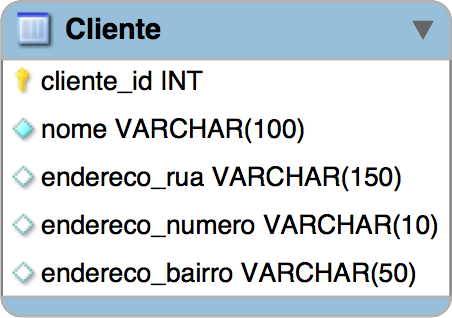 Cliente
cliente_id INT
nome VARCHAR(100)
endereco_rua VARCHAR(150)
endereco_numero VARCHAR(10)
endereco_bairro VARCHAR(50)